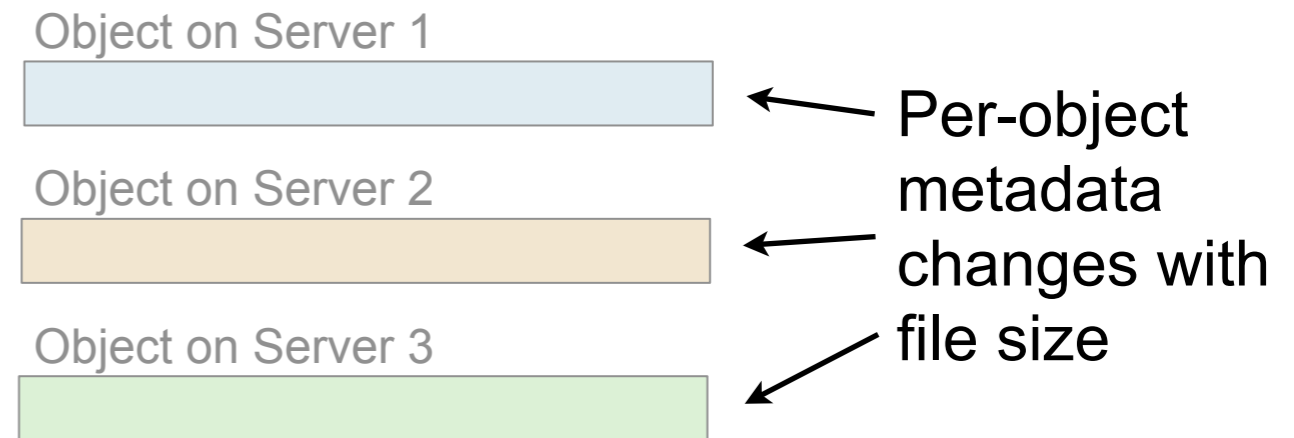 Object on Server 1
Object on Server 2
Object on Server 3
Per-object
metadata
changes with
file size